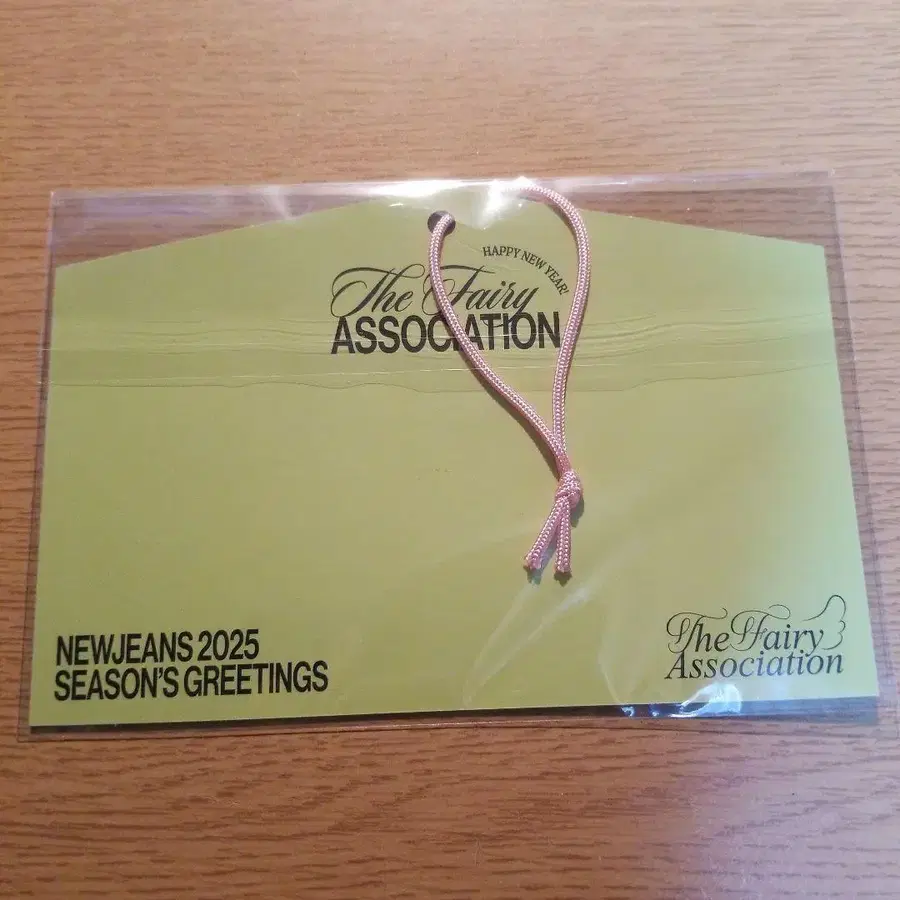 HAPPY NEW YEAR!
The Fairy
ASSOCIATION
NEWJEANS 2025
SEASON'S GREETINGS
The Fairy
Association